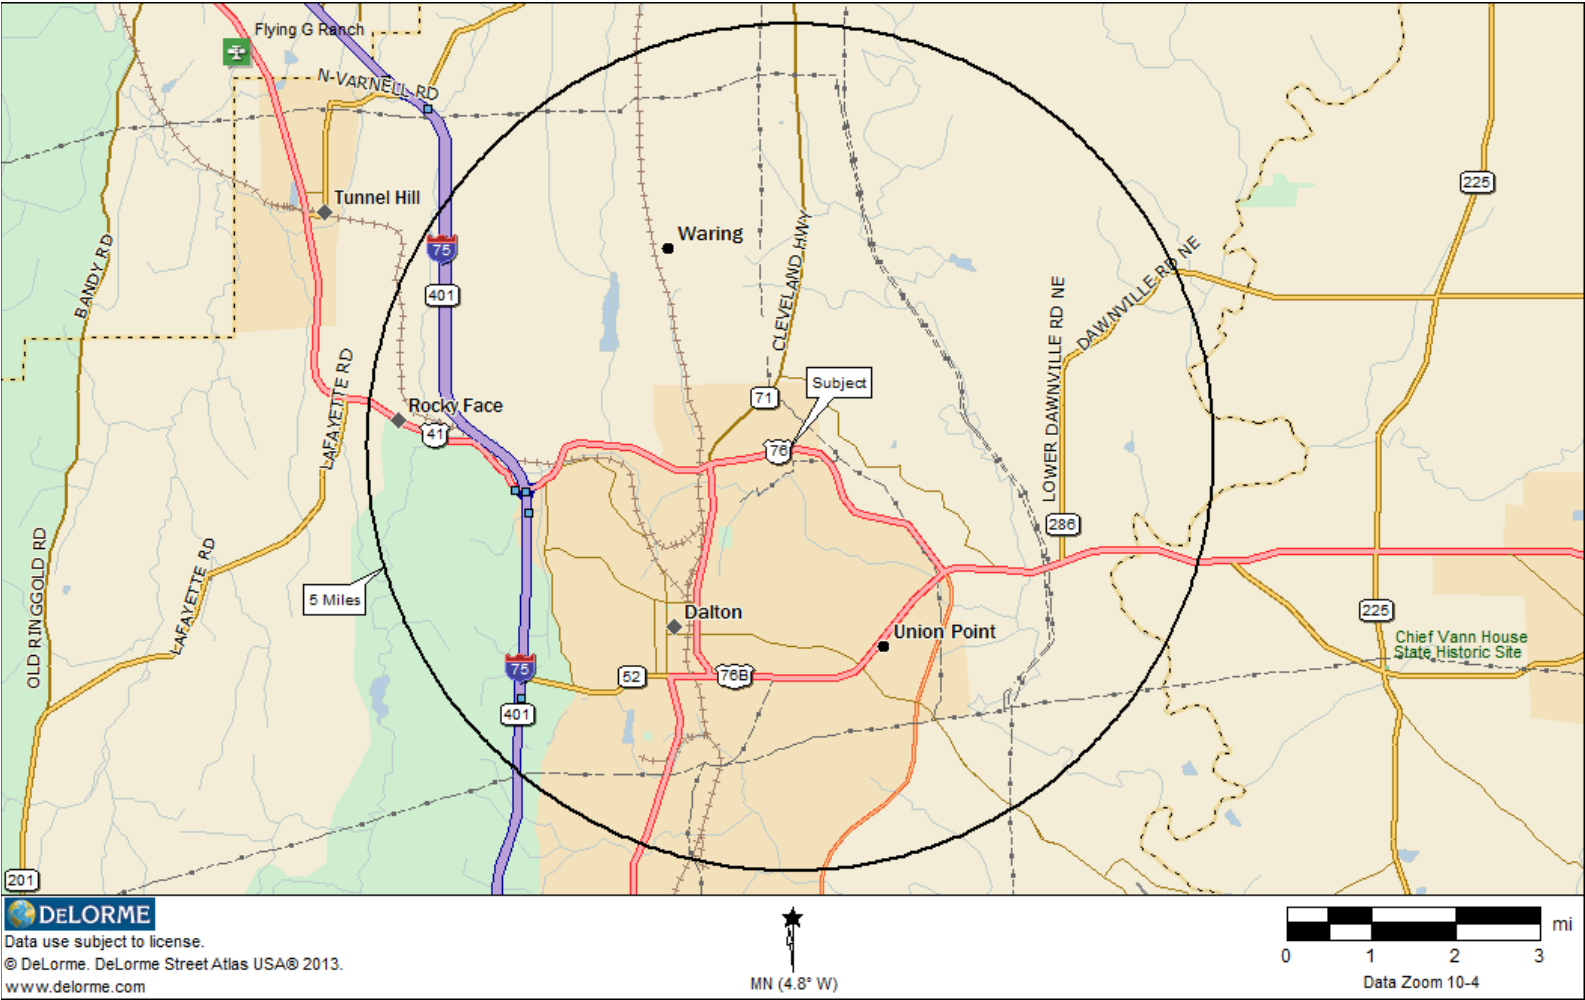 Flying G Ranch
N-VARNELL RD
225
Tunnel Hill
BANDY RD
75
401
Waring
CLEVELAND HWY
DAWNVILLE RD NE
LOWER DAWNVILLE RD NE
Subject
71
LAFAYETTE RD
Rocky Face
41
76
286
OLD RINGGOLD RD
LAFAYETTE RD
5 Miles
Dalton
Union Point
225
Chief Vann House
State Historic Site
75
52
76B
401
201
DELORME
Data use subject to license.
© DeLorme. DeLorme Street Atlas USA® 2013.
www.delorme.com
MN (4.8° W)
mi
0 1 2 3
Data Zoom 10-4